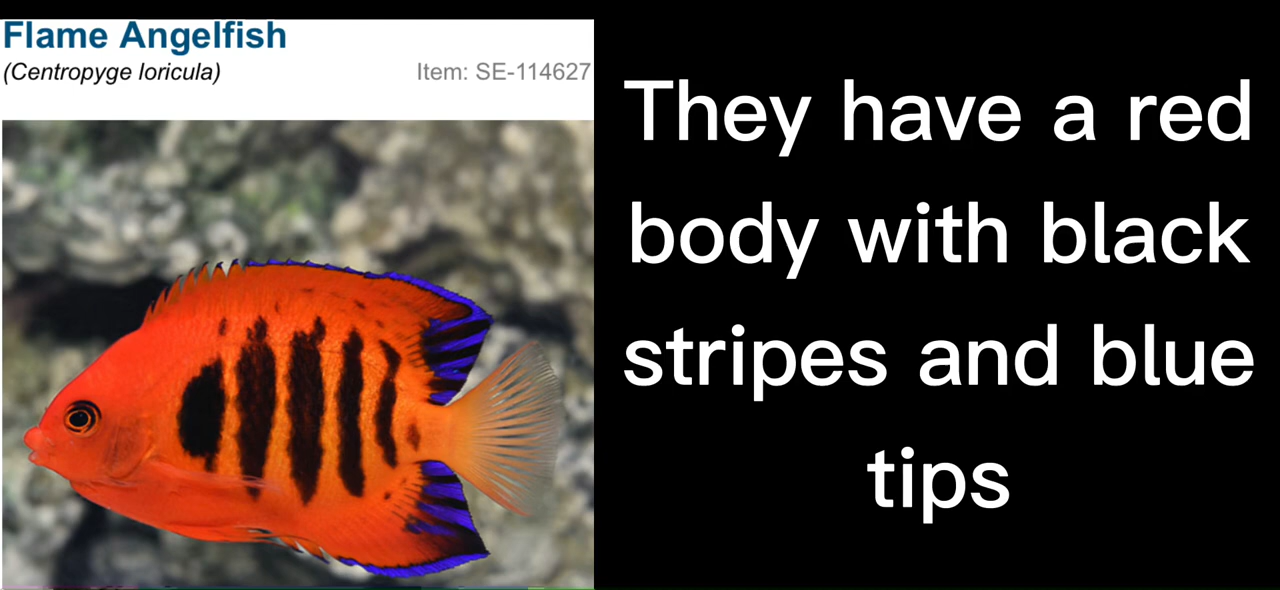 Flame Angelfish
(Centropyge loricula) Item: SE-114627
They have a red
body with black
stripes and blue
tips